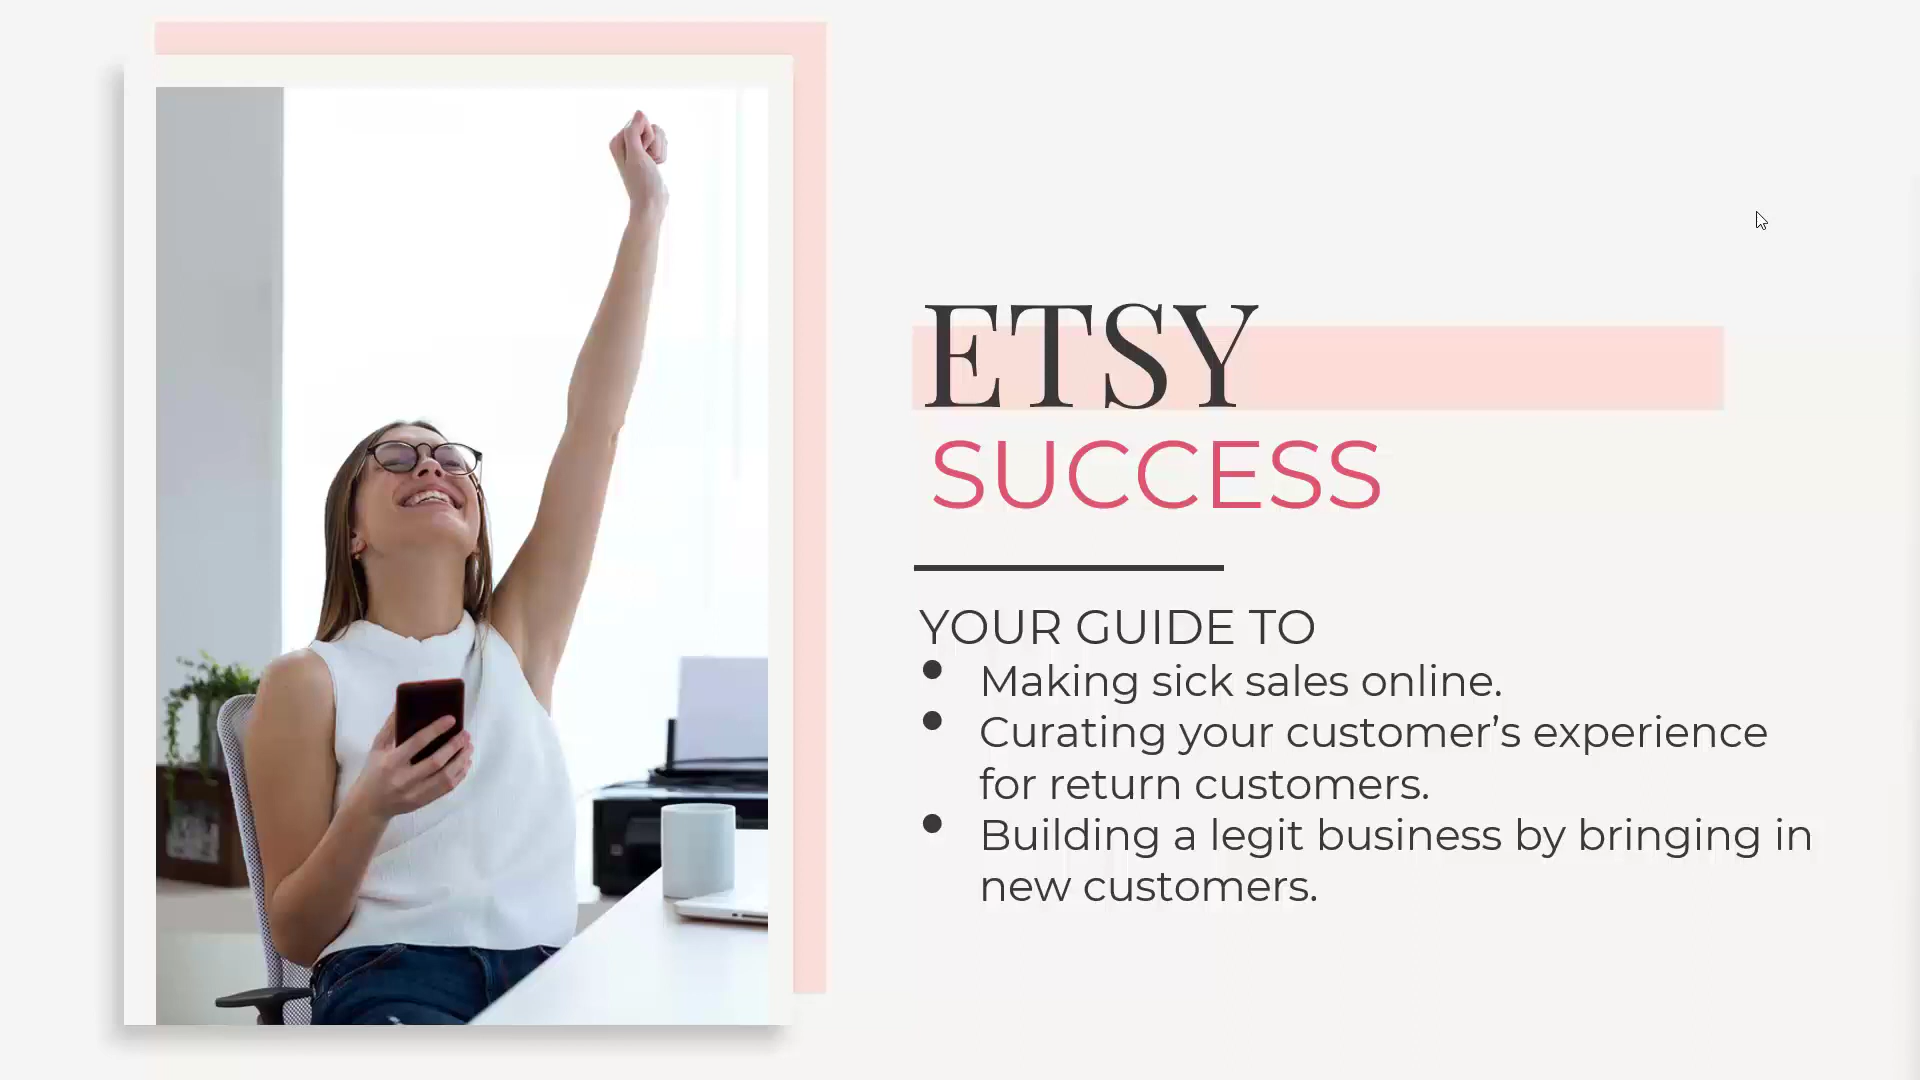 ETSY
SUCCESS
YOUR GUIDE TO
• Making sick sales online.
• Curating your customer’s experience
for return customers.
• Building a legit business by bringing in
new customers.